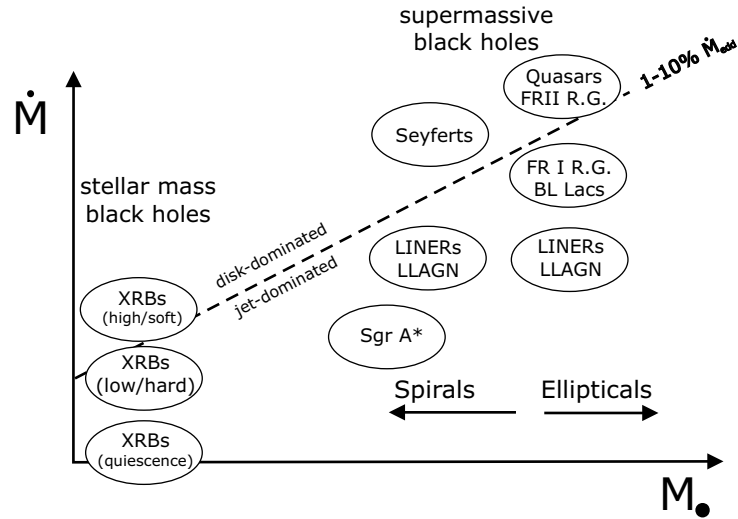 supermassive
black holes
1-10% Ṁedd
Quasars
FRII R.G.
Ṁ
Seyferts
FR I R.G.
BL Lacs
stellar mass
black holes
disk-dominated
jet-dominated
LINERs
LLAGN
LINERs
LLAGN
XRBs
(high/soft)
Sgr A*
XRBs
(low/hard)
Spirals
Ellipticals
XRBs
(quiescence)
M●